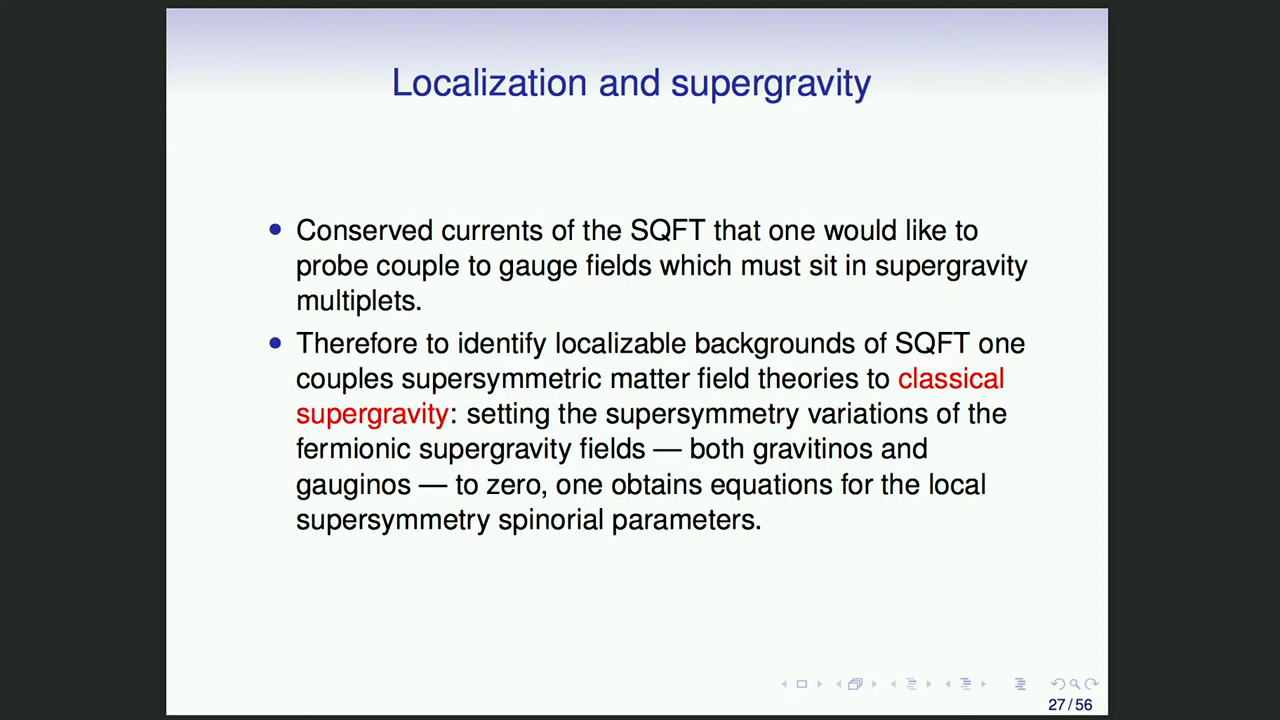 Localization and supergravity
• Conserved currents of the SQFT that one would like to
probe couple to gauge fields which must sit in supergravity
multiplets.
• Therefore to identify localizable backgrounds of SQFT one
couples supersymmetric matter field theories to classical
supergravity: setting the supersymmetry variations of the
fermionic supergravity fields — both gravitinos and
gauginos — to zero, one obtains equations for the local
supersymmetry spinorial parameters.
27/56